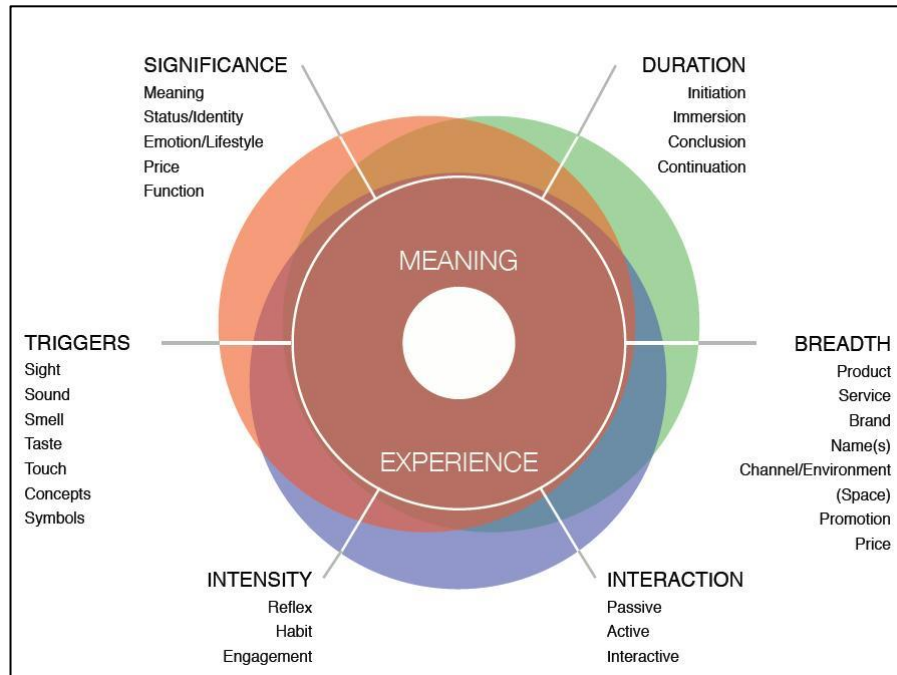 SIGNIFICANCE
Meaning
Status/Identity
Emotion/Lifestyle
Price
Function
DURATION
Initiation
Immersion
Conclusion
Continuation
MEANING
EXPERIENCE
TRIGGERS
Sight
Sound
Smell
Taste
Touch
Concepts
Symbols
BREADTH
Product
Service
Brand
Name(s)
Channel/Environment
(Space)
Promotion
Price
INTENSITY
Reflex
Habit
Engagement
INTERACTION
Passive
Active
Interactive